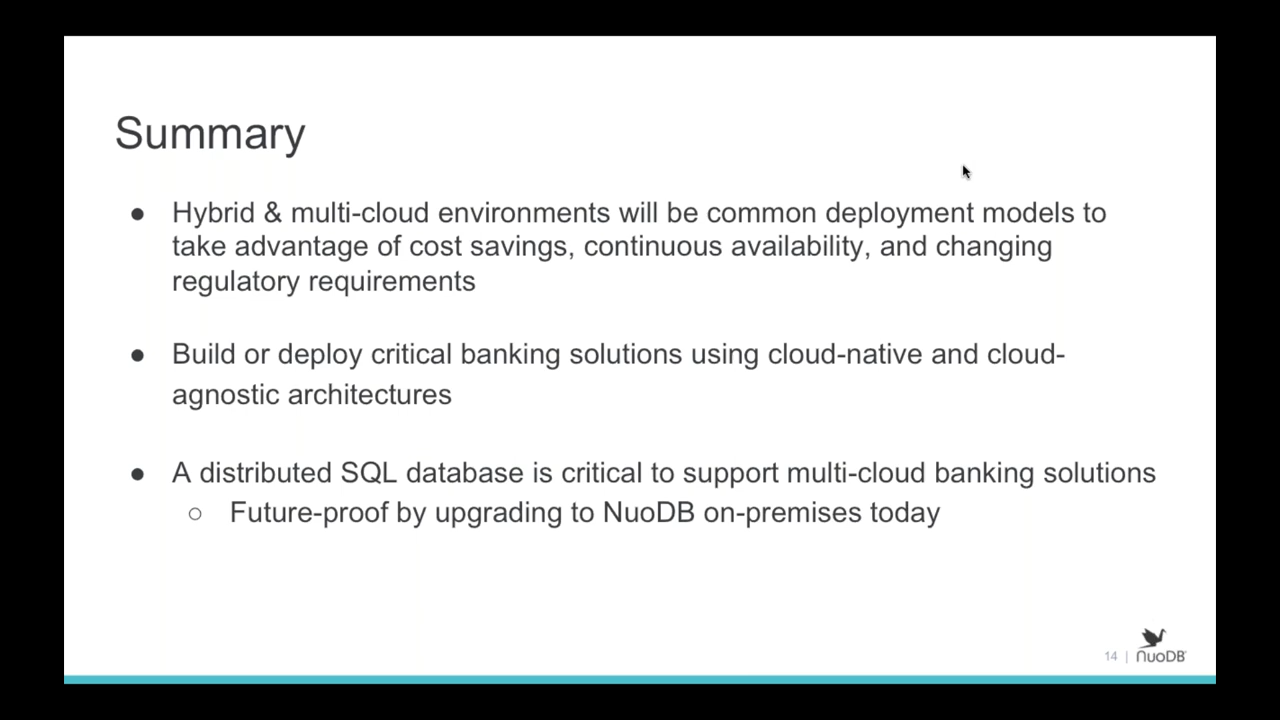 Summary
● Hybrid & multi-cloud environments will be common deployment models to
take advantage of cost savings, continuous availability, and changing
regulatory requirements
● Build or deploy critical banking solutions using cloud-native and cloud-
agnostic architectures
● A distributed SQL database is critical to support multi-cloud banking solutions
○ Future-proof by upgrading to NuoDB on-premises today
14 | NuoDB